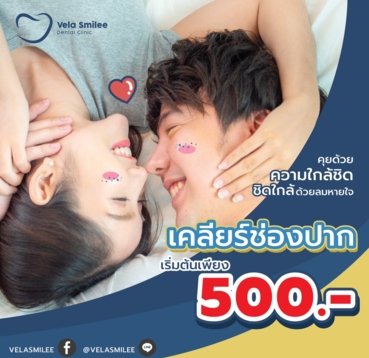 Vela Smilee
Dental Clinic
คุยด้วย
ความใกล้ชิด
ชิดใกล้ ด้วยลมหายใจ
เคลียร์ช่องปาก
เริ่มต้นเพียง
500.-
VELASMILEE
@VELASMILEE
LINE